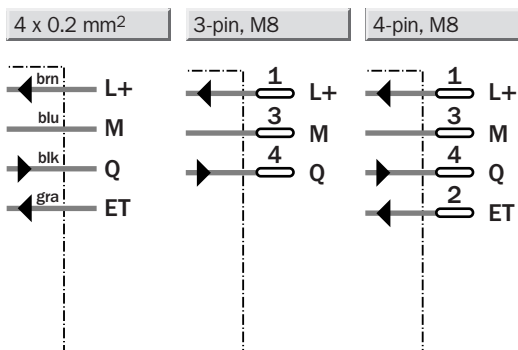 4 x 0.2 mm²
brn L+
blu M
blk Q
gra ET
3-pin, M8
1 L+
3 M
4 Q
4-pin, M8
1 L+
3 M
4 Q
2 ET